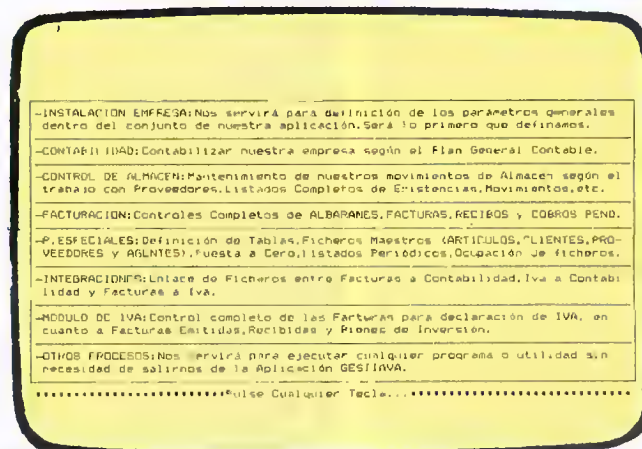 -INSTALACION EMPRESA:Nos servirá para definición de los parámetros generales
dentro del conjunto de nuestra aplicación.Será lo primero que definamos.
-CONTABILIDAD:Contabilizar nuestra empresa según el Plan General Contable.
-CONTROL DE ALMACEN:Mantenimiento de nuestros movimientos de Almacén según el
trabajo con Proveedores.Listados Completos de Existencias,Movimientos,etc.
-FACTURACION:Controles Completos de ALBARANES,FACTURAS,RECIBOS y COBROS PEND.
-P.ESPECIALES:Definición de Tablas,Ficheros Maestros (ARTICULOS,CLIENTES,PRO-
VEEDORES y AGENTES),Puesta a Cero,Listados Periódicos,Ocupación de ficheros.
-INTEGRACIONES:Enlace de Ficheros entre Facturas a Contabilidad,Iva a Contabi
lidad y Facturas a Iva.
-MODULO DE IVA:Control completo de las Facturas para declaración de IVA, en
cuanto a Facturas Emitidas,Recibidas y Bienes de Inversión.
-OTROS PROCESOS:Nos servirá para ejecutar cualquier programa o utilidad sin
necesidad de salirnos de la Aplicación GESTIAVA.
Pulse Cualquier Tecla...